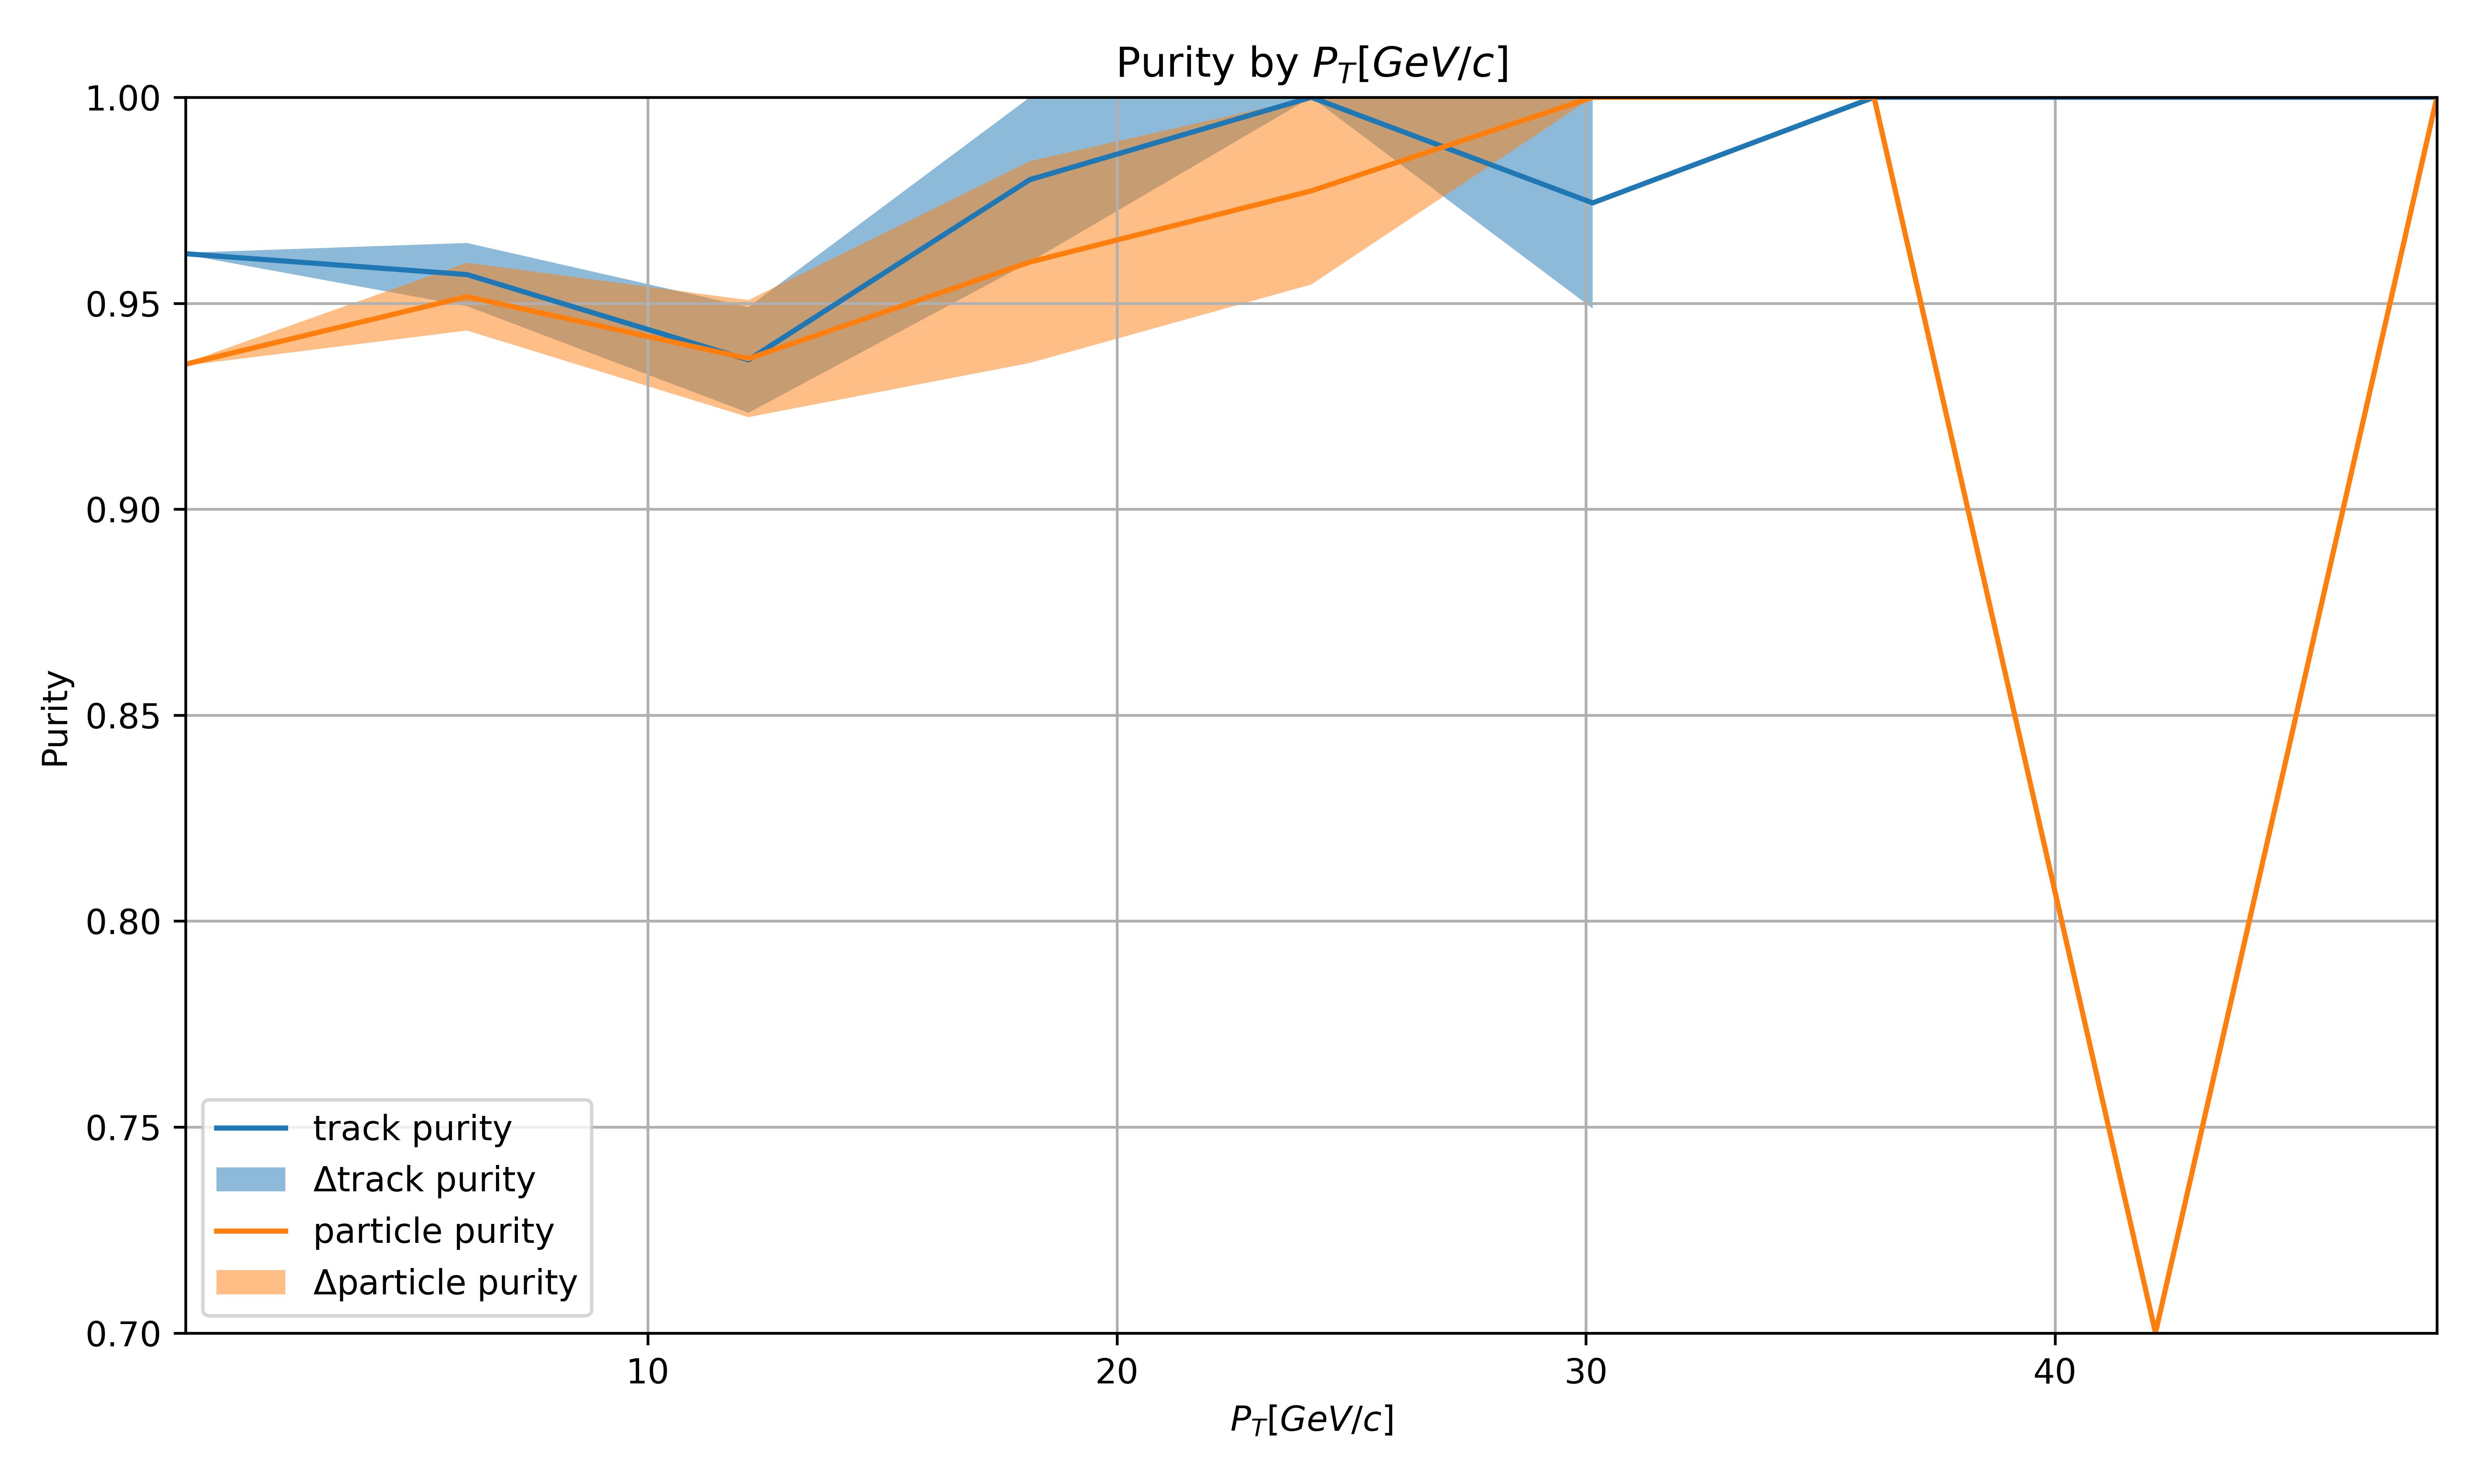 Purity by P_T[GeV/c]
1.00
0.95
0.90
0.85
0.80
0.75
0.70
Purity
track purity
Δtrack purity
particle purity
Δparticle purity
10 20 30 40
P_T[GeV/c]